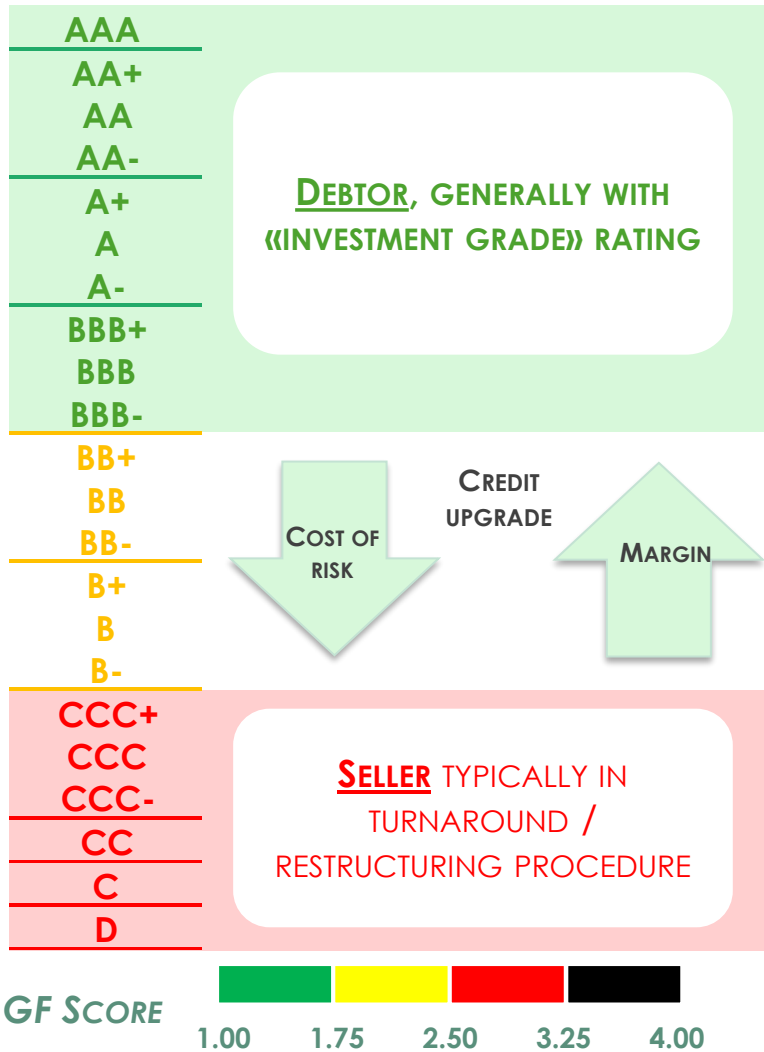 AAA
AA+
AA
AA-
A+
A
A-
BBB+
BBB
BBB-
BB+
BB
BB-
B+
B
B-
CCC+
CCC
CCC-
CC
C
D
DEBTOR, GENERALLY WITH
«INVESTMENT GRADE» RATING
COST OF
RISK
CREDIT
UPGRADE
MARGIN
SELLER TYPICALLY IN
TURNAROUND /
RESTRUCTURING PROCEDURE
GF SCORE
1.00 1.75 2.50 3.25 4.00